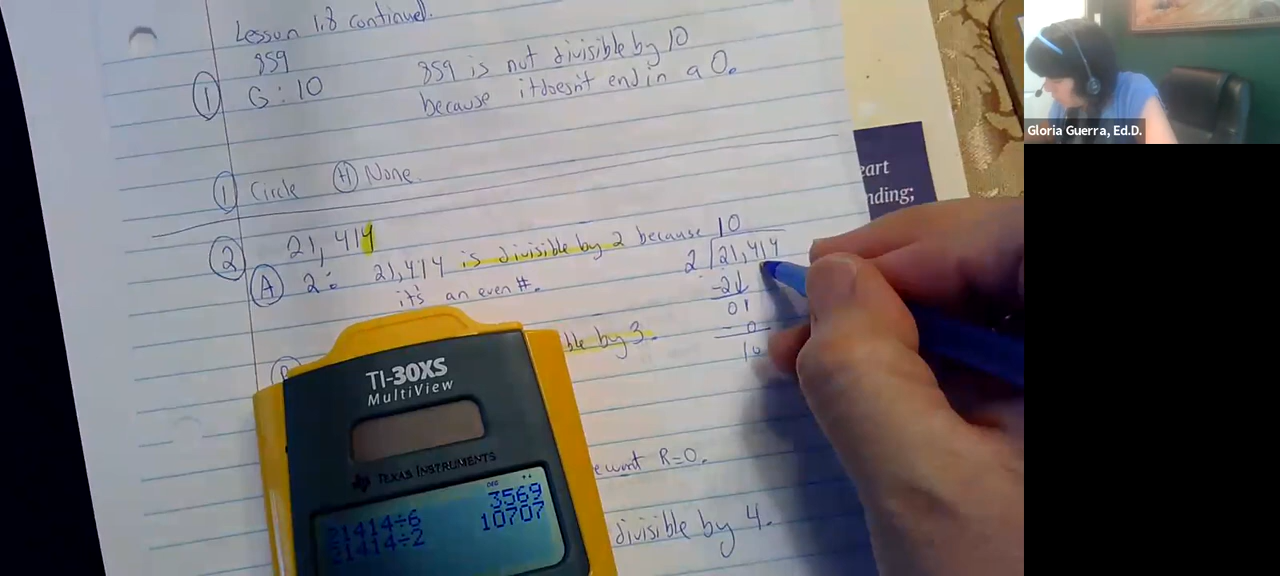 Lesson 1.8 continued.
859
① G: 10
859 is not divisible by 10
because it doesn't end in a 0.
① Circle Ⓗ None.
② 21,414
Ⓐ 2: 21,414 is divisible by 2 because
it's an even #.
10
2 21,414
-2
01
- 0
10
ble by 3.
want R=0.
divisible by 4.
TI-30XS
MultiView
TEXAS INSTRUMENTS
DEG
21414÷6 3569
21414÷2 10707
eart
nding;
Gloria Guerra, Ed.D.